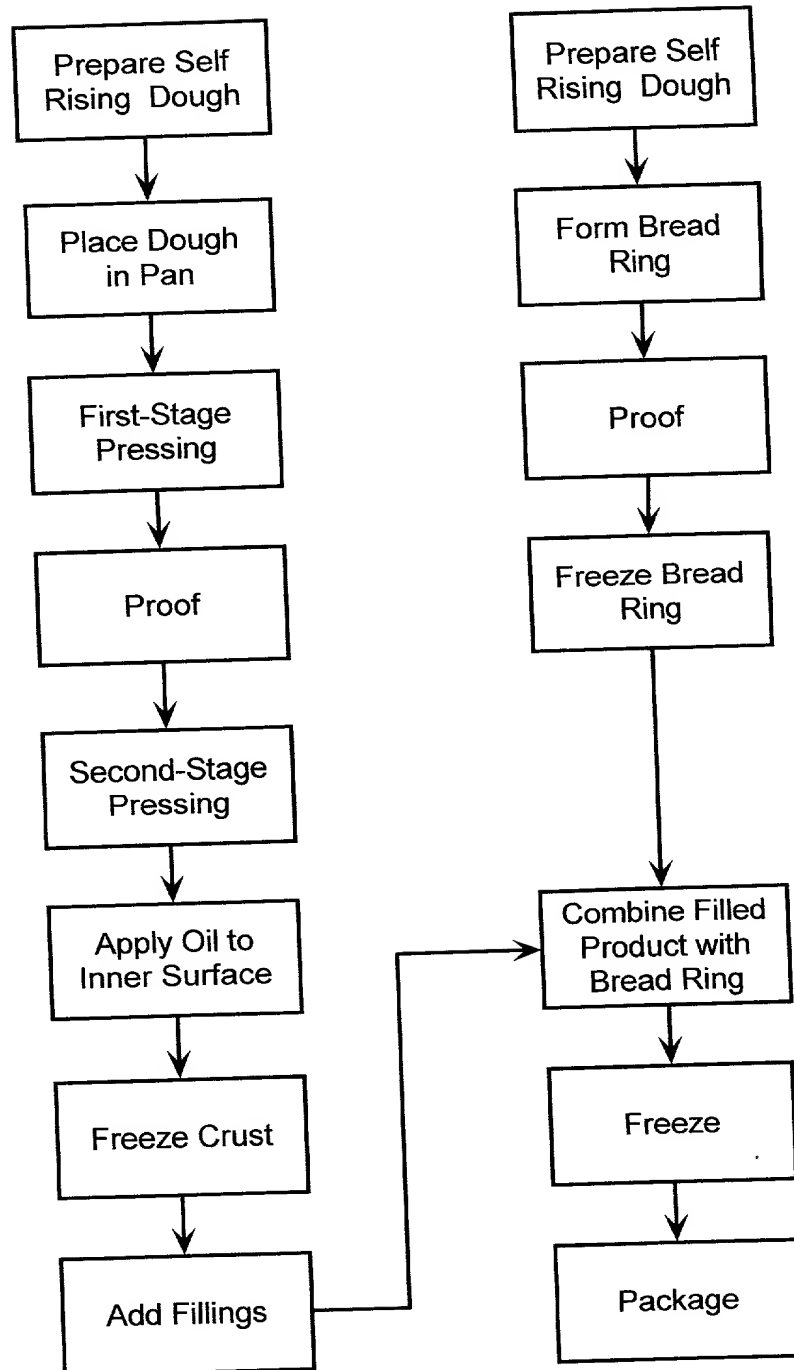 Prepare Self
Rising Dough
Place Dough
in Pan
First-Stage
Pressing
Proof
Second-Stage
Pressing
Apply Oil to
Inner Surface
Freeze Crust
Add Fillings
Prepare Self
Rising Dough
Form Bread
Ring
Proof
Freeze Bread
Ring
Combine Filled
Product with
Bread Ring
Freeze
Package